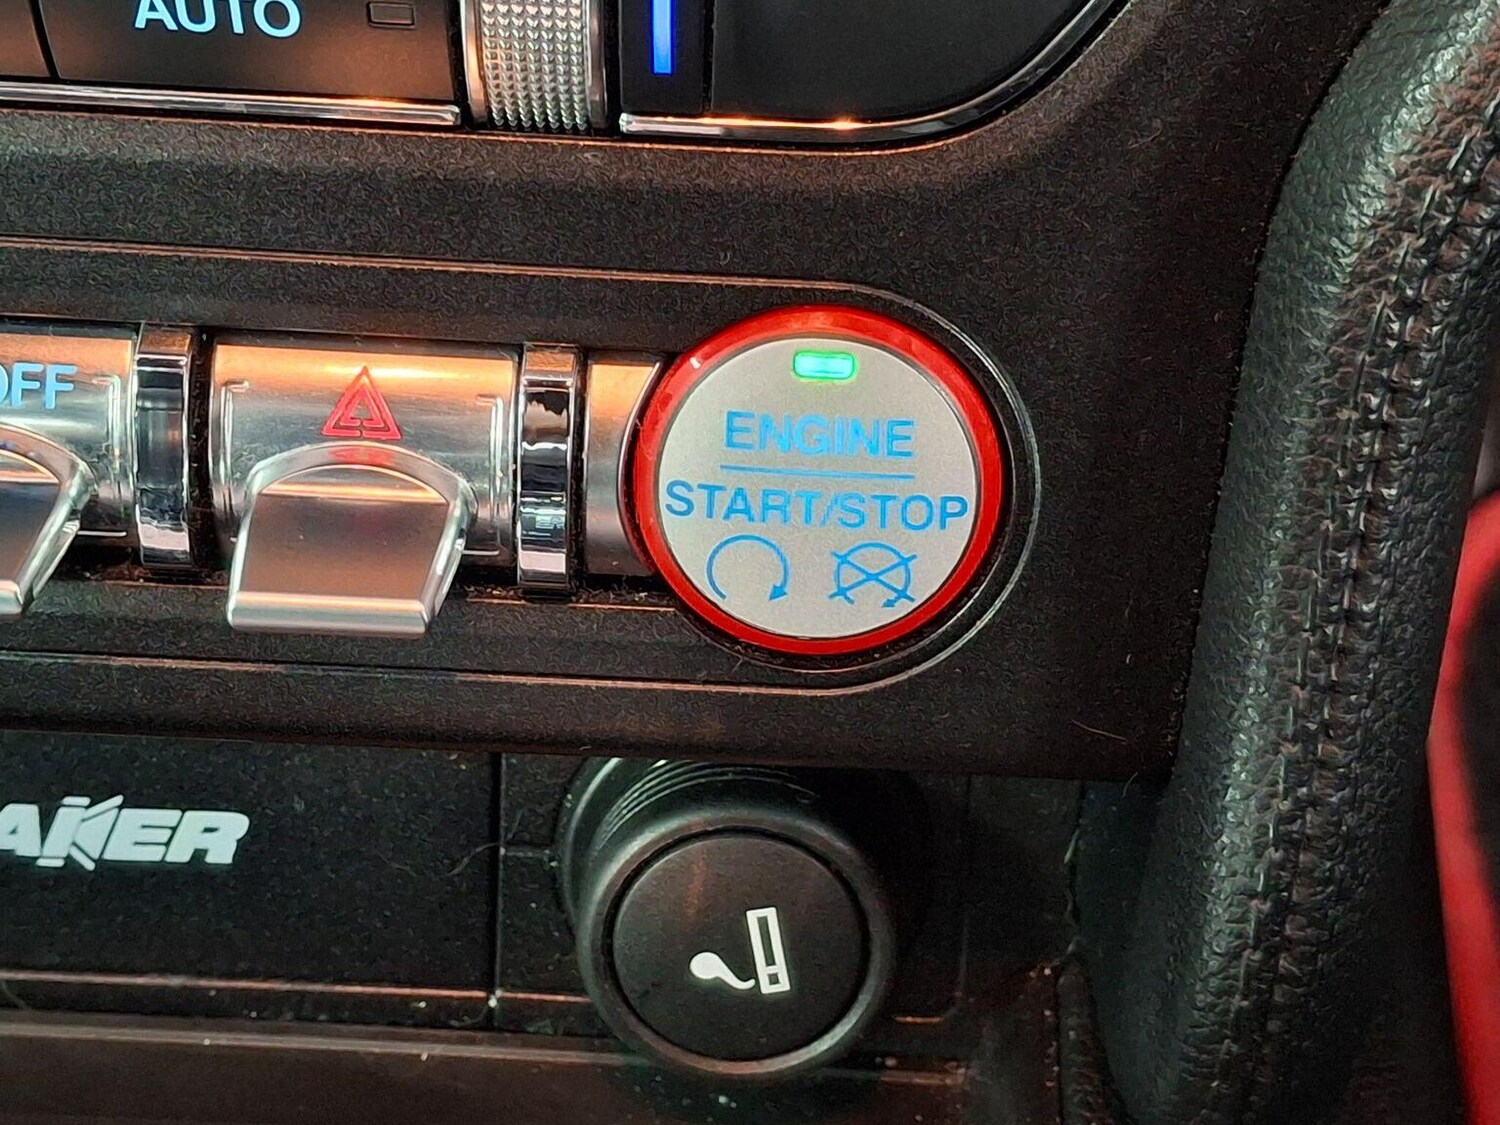 AUTO
OFF
ENGINE
START/STOP
AKER